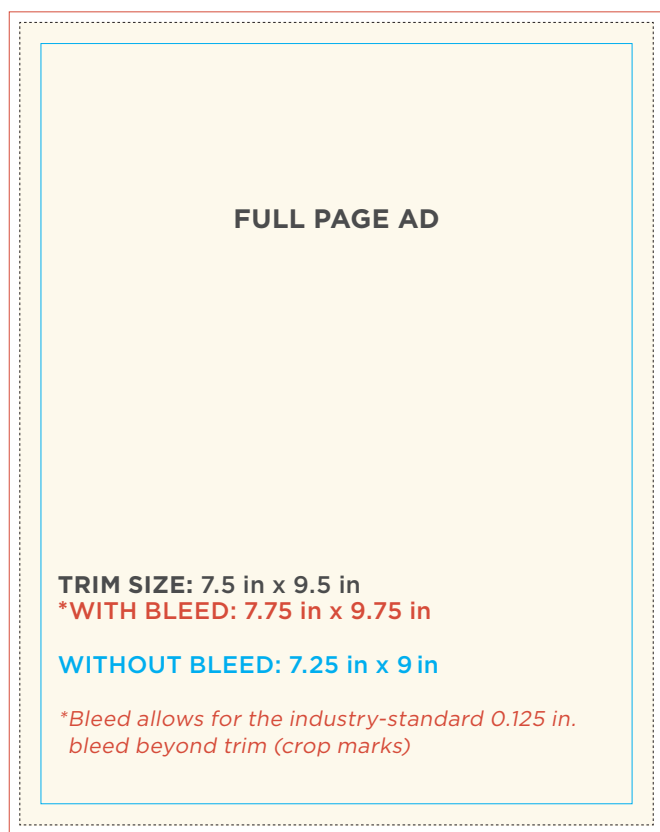 FULL PAGE AD
TRIM SIZE: 7.5 in x 9.5 in
*WITH BLEED: 7.75 in x 9.75 in
WITHOUT BLEED: 7.25 in x 9 in
*Bleed allows for the industry-standard 0.125 in.
bleed beyond trim (crop marks)